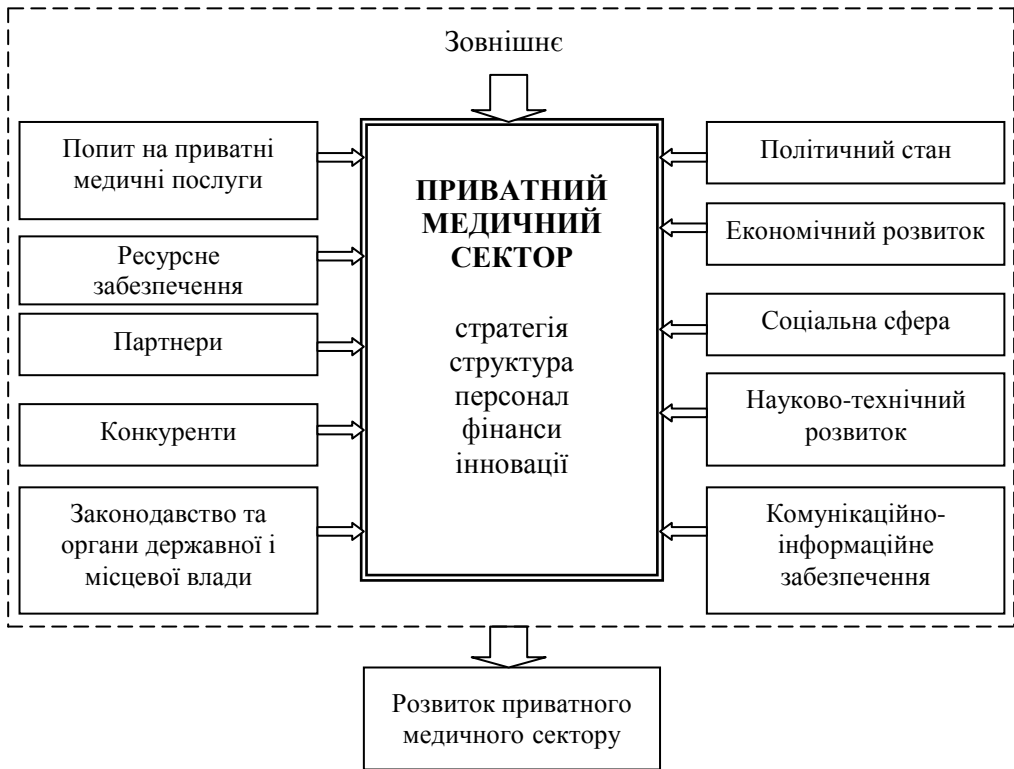 Зовнішнє
Попит на приватні
медичні послуги
Ресурсне
забезпечення
Партнери
Конкуренти
Законодавство та
органи державної і
місцевої влади
ПРИВАТНИЙ
МЕДИЧНИЙ
СЕКТОР
стратегія
структура
персонал
фінанси
інновації
Політичний стан
Економічний розвиток
Соціальна сфера
Науково-технічний
розвиток
Комунікаційно-
інформаційне
забезпечення
Розвиток приватного
медичного сектору